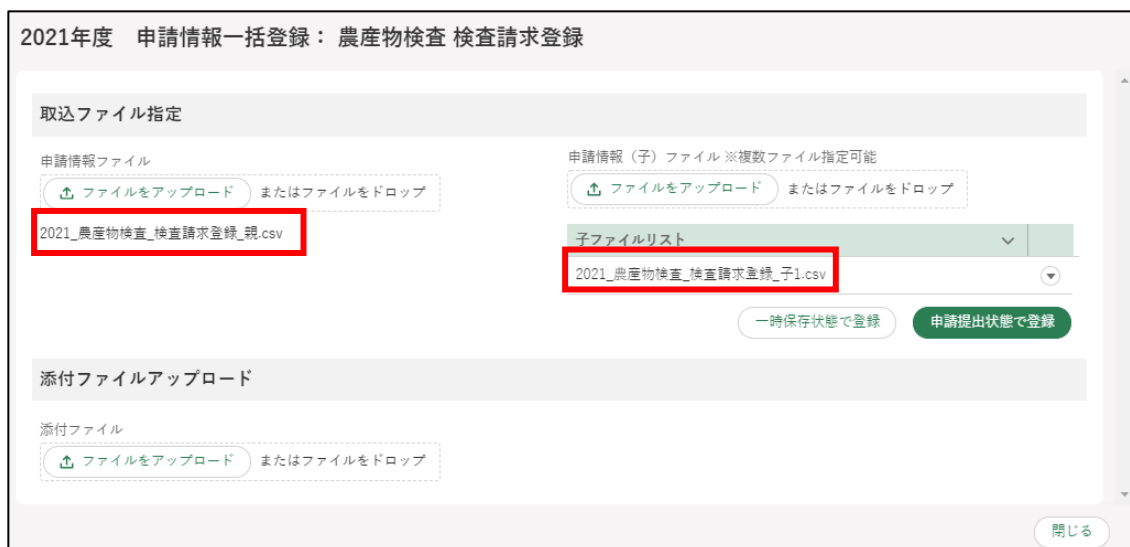 2021年度　申請情報一括登録： 農産物検査 検査請求登録
取込ファイル指定
申請情報ファイル
ファイルをアップロード またはファイルをドロップ
2021_農産物検査_検査請求登録_親.csv
申請情報（子）ファイル ※複数ファイル指定可能
ファイルをアップロード またはファイルをドロップ
子ファイルリスト
2021_農産物検査_検査請求登録_子1.csv
一時保存状態で登録 申請提出状態で登録
添付ファイルアップロード
添付ファイル
ファイルをアップロード またはファイルをドロップ
閉じる